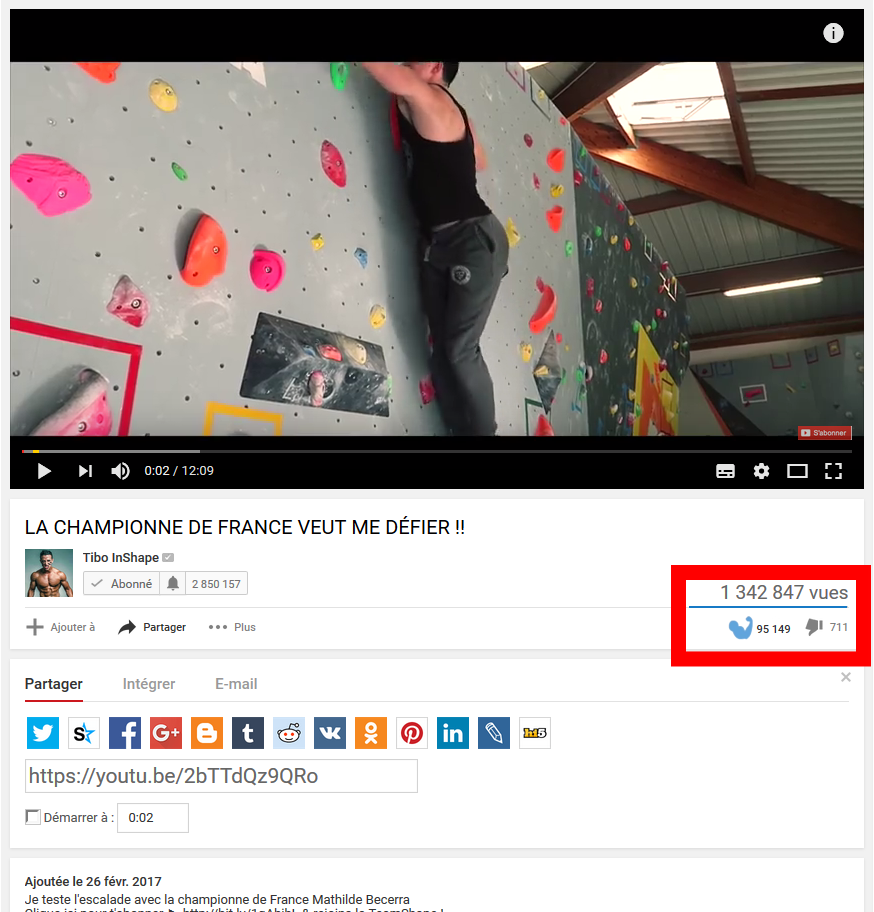 S'abonner
0:02 / 12:09
LA CHAMPIONNE DE FRANCE VEUT ME DÉFIER !!
Tibo InShape
Abonné 2 850 157
1 342 847 vues
Ajouter à Partager Plus
95 149 711
Partager Intégrer E-mail
https://youtu.be/2bTTdQz9QRo
Démarrer à : 0:02
Ajoutée le 26 févr. 2017
Je teste l'escalade avec la championne de France Mathilde Becerra